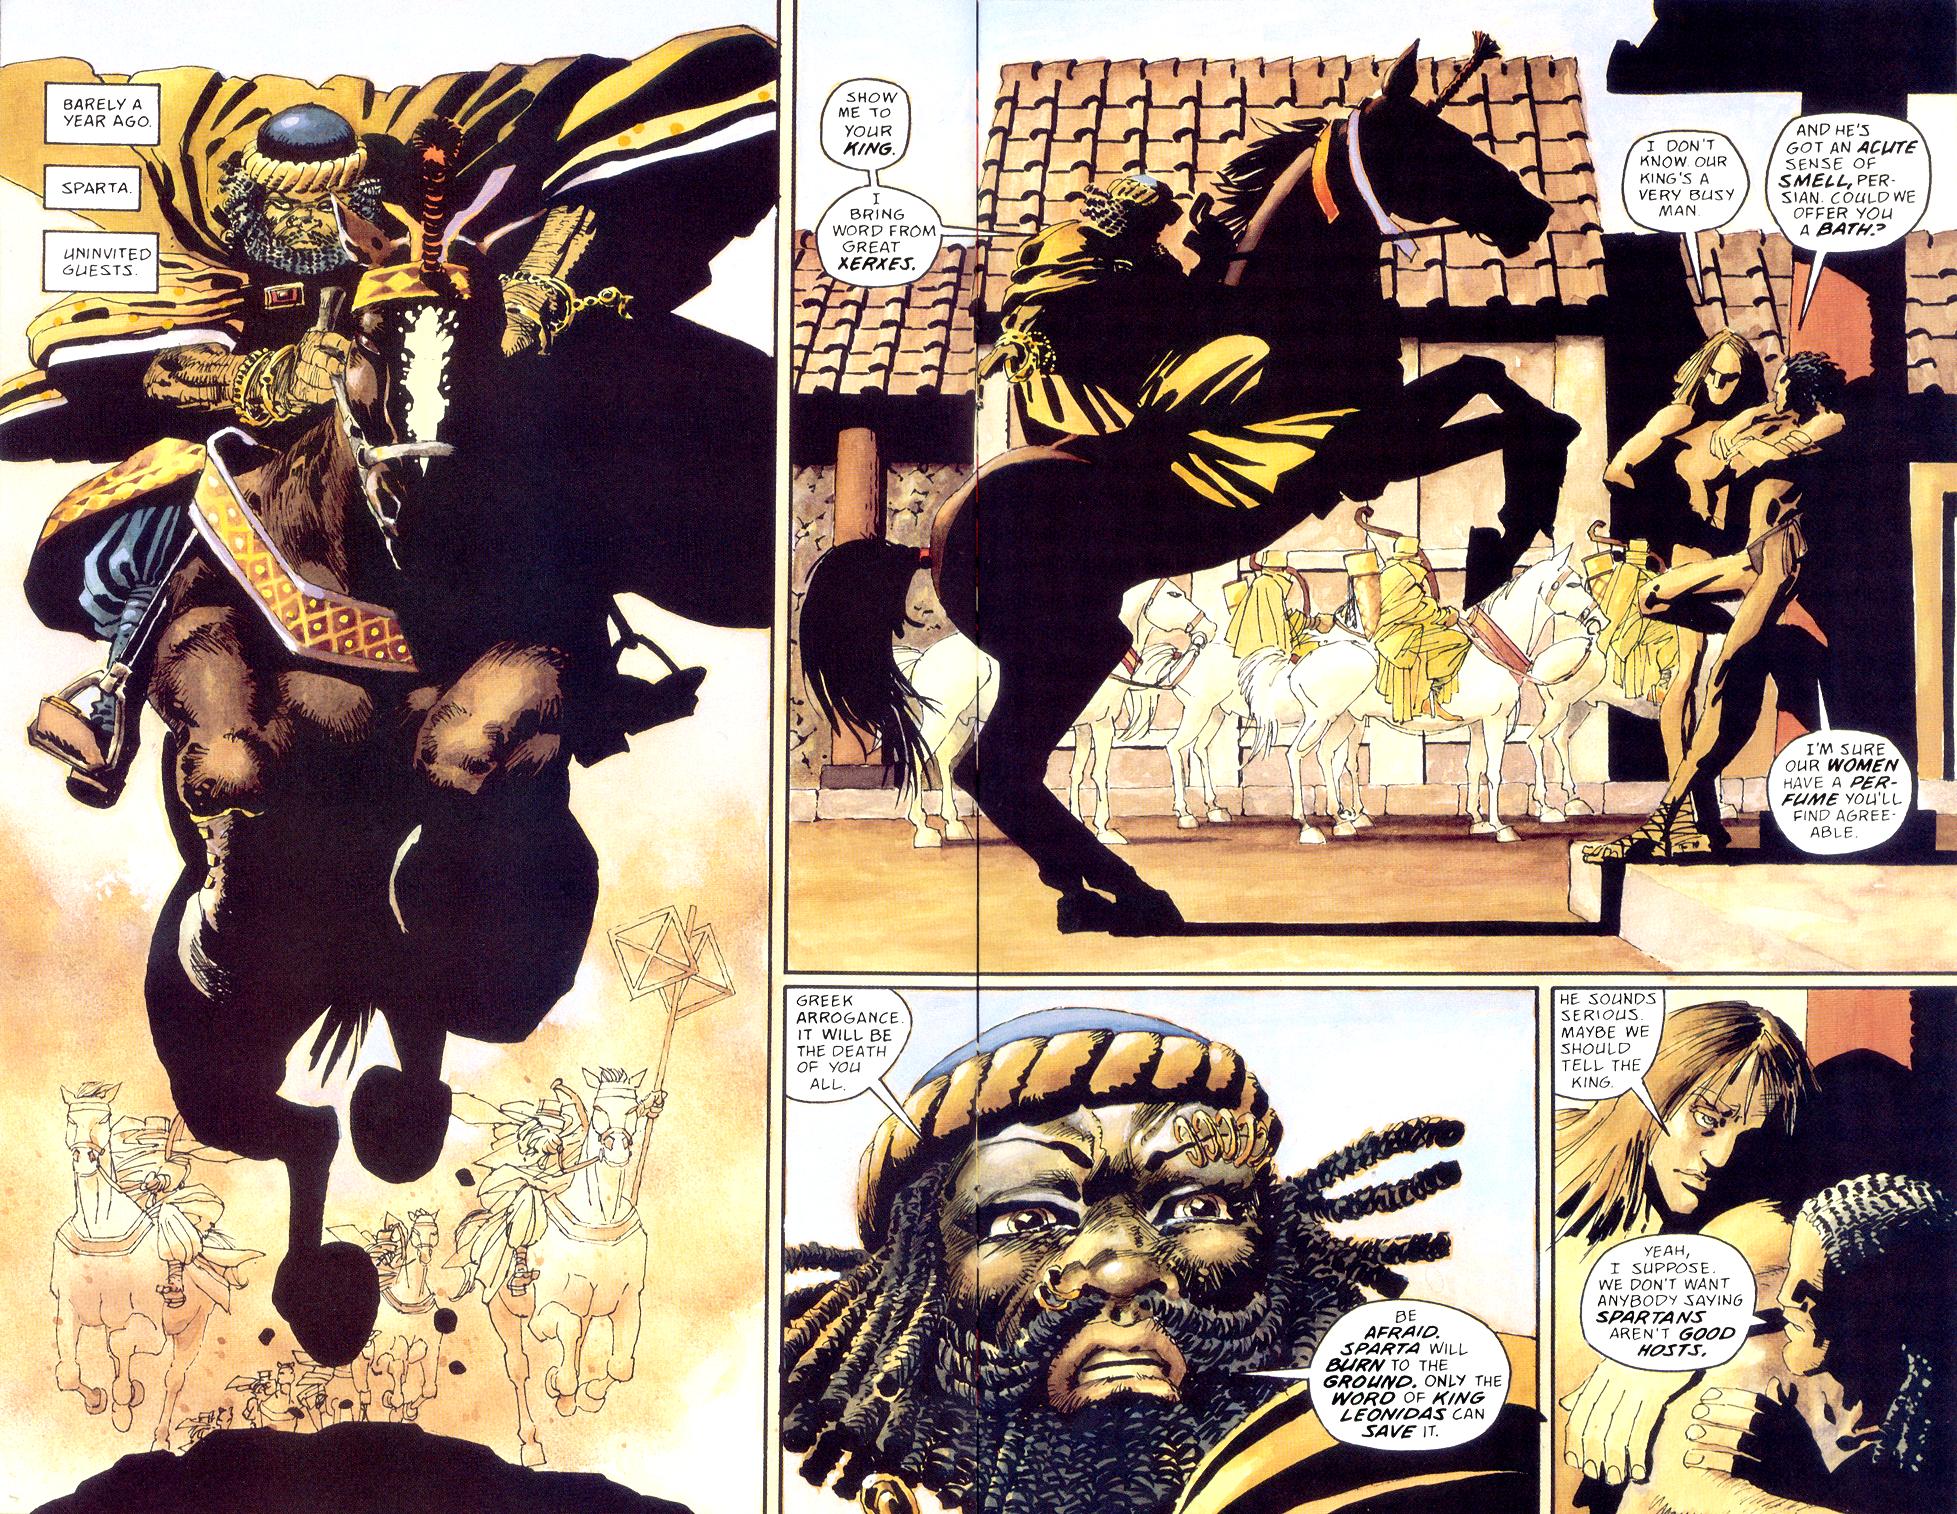 BARELY A
YEAR AGO.
SPARTA.
UNINVITED
GUESTS.
SHOW
ME TO
YOUR
KING.
I
BRING
WORD FROM
GREAT
XERXES.
I DON'T
KNOW. OUR
KING'S A
VERY BUSY
MAN.
AND HE'S
GOT AN ACUTE
SENSE OF
SMELL, PER-
SIAN. COULD WE
OFFER YOU
A BATH?
I'M SURE
OUR WOMEN
HAVE A PER-
FUME YOU'LL
FIND AGREE-
ABLE.
GREEK
ARROGANCE.
IT WILL BE
THE DEATH
OF YOU
ALL.
BE
AFRAID.
SPARTA WILL
BURN TO THE
GROUND. ONLY THE
WORD OF KING
LEONIDAS CAN
SAVE IT.
HE SOUNDS
SERIOUS.
MAYBE WE
SHOULD
TELL THE
KING.
YEAH,
I SUPPOSE.
WE DON'T WANT
ANYBODY SAYING
SPARTANS
AREN'T GOOD
HOSTS.